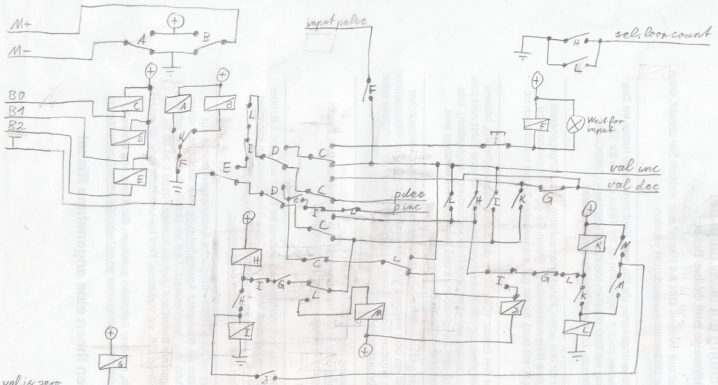 M+
M-
A
B
input pulse
sel. loop count
H
L
B0
B1
B2
T
C
D
E
A
B
K
F
F
F
Wait for
input
E
L
I
D
C
val inc
val dec
D
C
pdec
pinc
I
L
C
L
H
I
K
G
H
I
G
L
H
I
C
L
M
I
G
L
K
K
L
M
M
J
G
val is zero